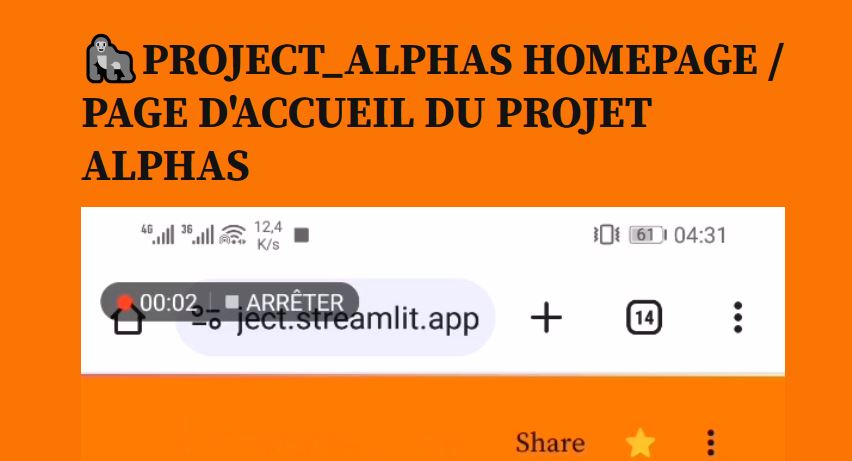 PROJECT_ALPHAS HOMEPAGE /
PAGE D'ACCUEIL DU PROJET
ALPHAS
4G 3G 12,4 K/s 61 04:31
00:02 ARRÊTER
ject.streamlit.app 14
Share